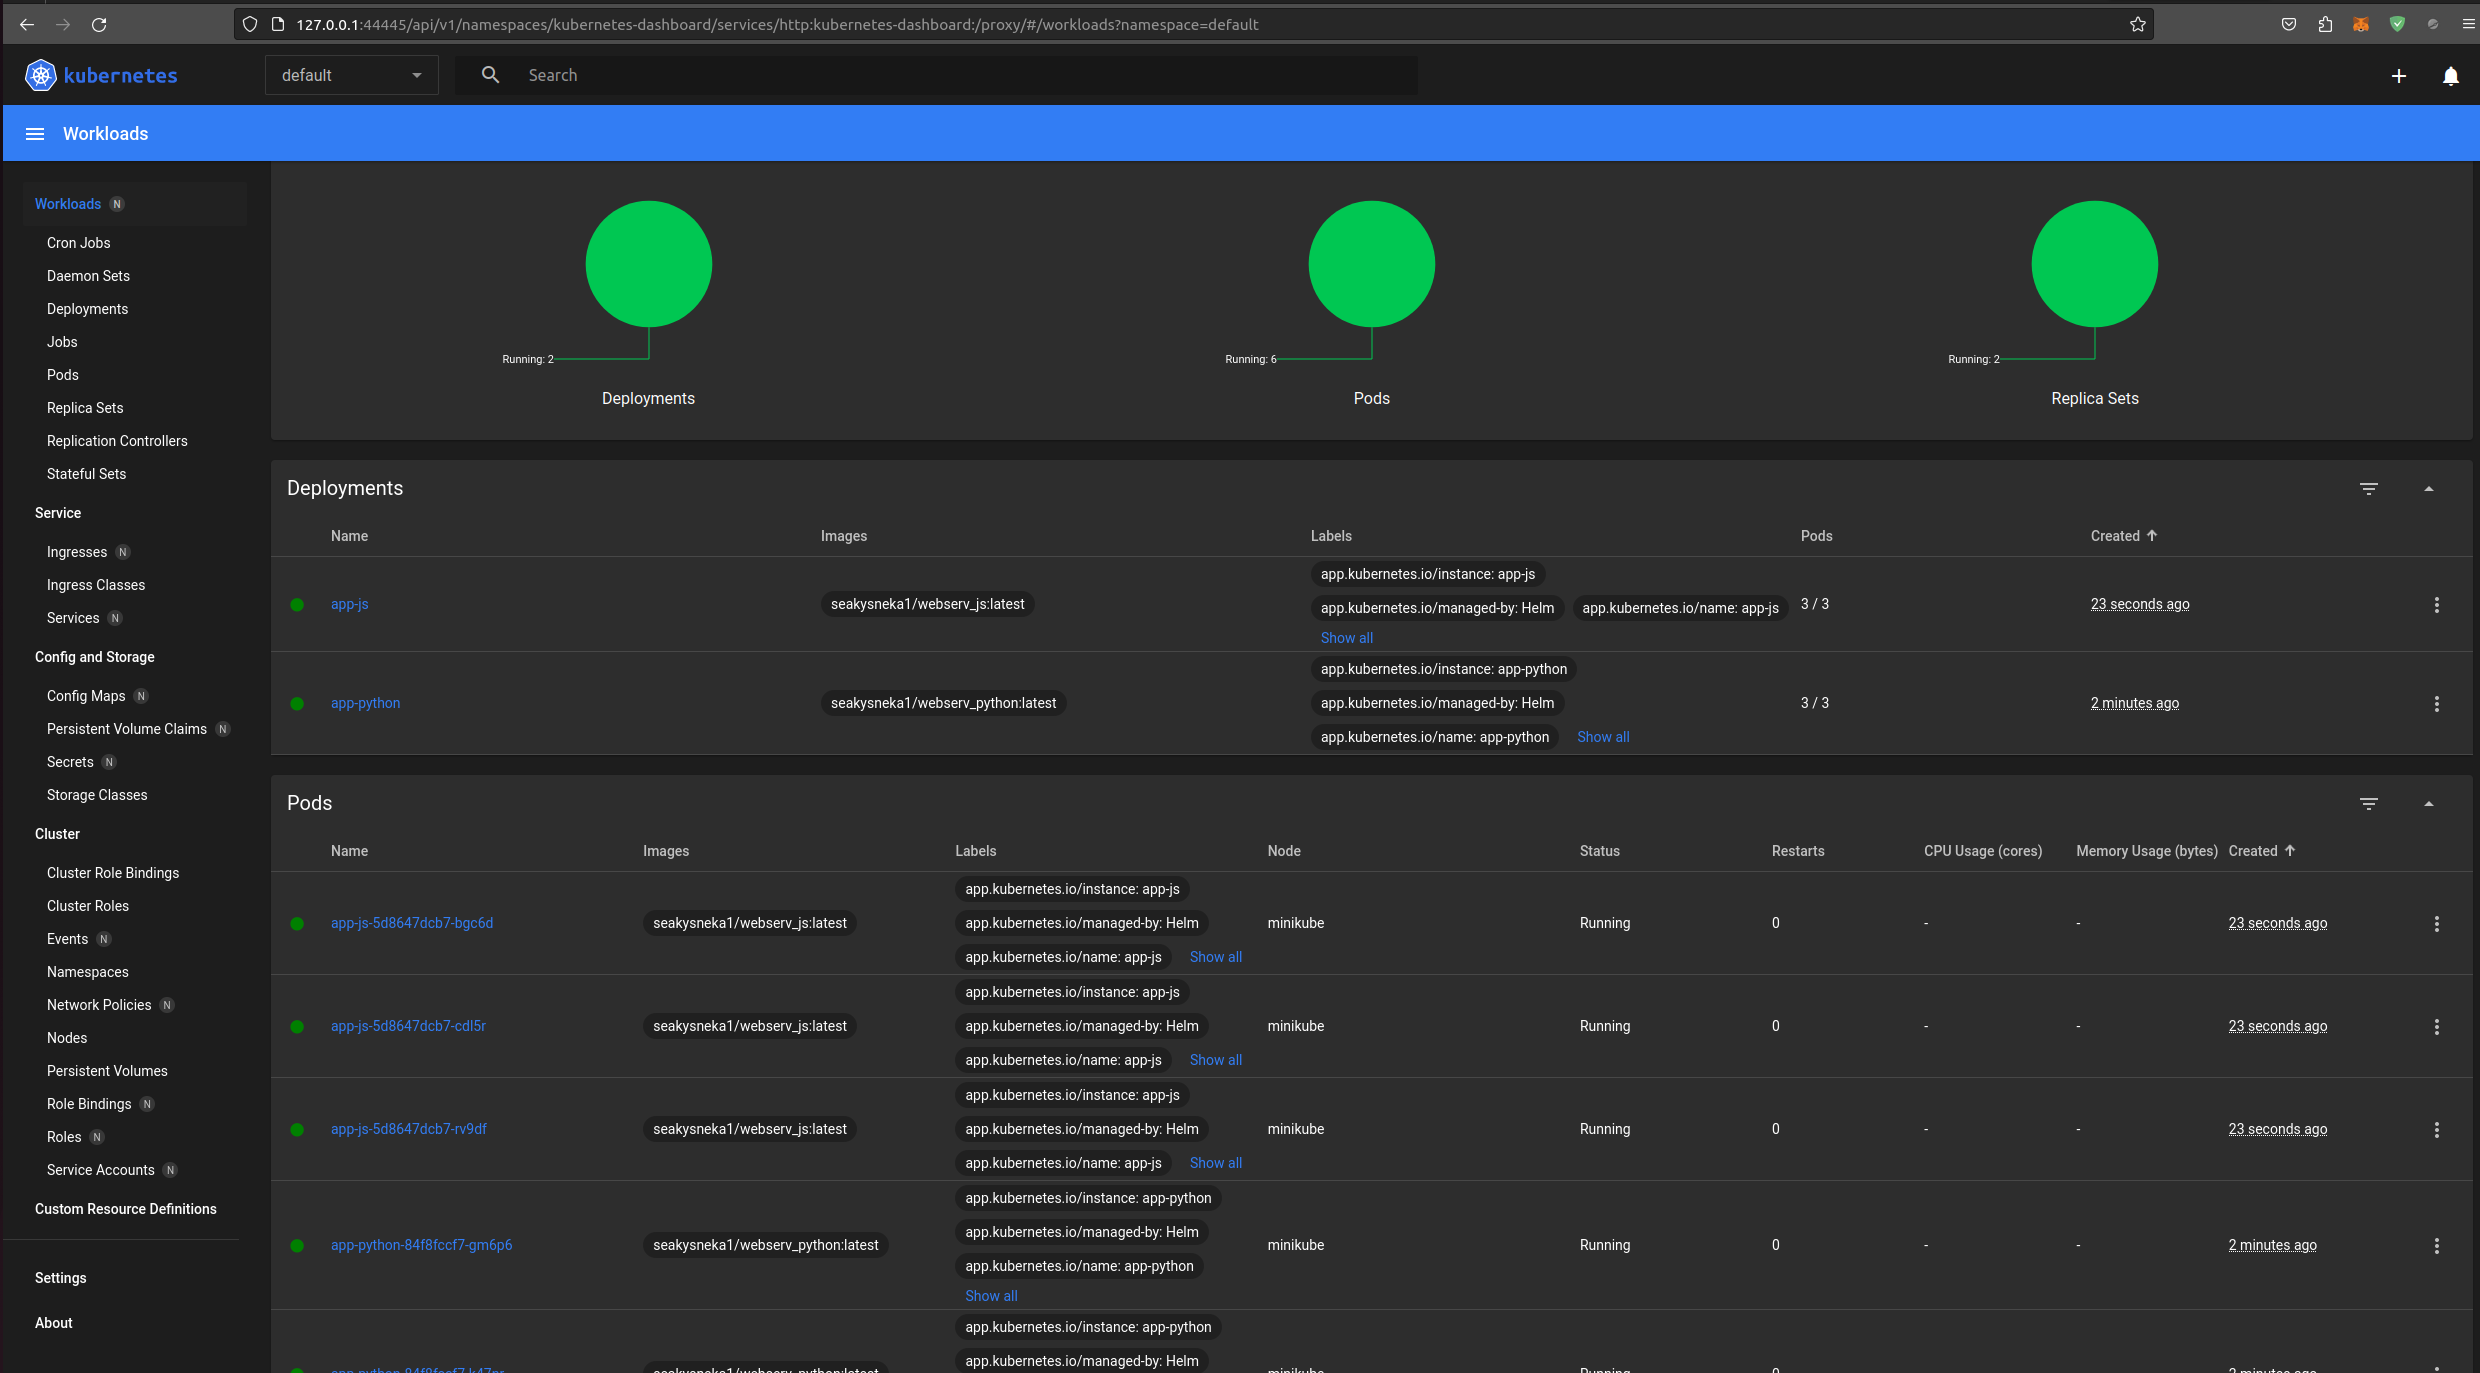 127.0.0.1:44445/api/v1/namespaces/kubernetes-dashboard/services/http:kubernetes-dashboard:/proxy/#/workloads?namespace=default
kubernetes
default
Search
Workloads
Workloads N
Cron Jobs
Daemon Sets
Deployments
Jobs
Pods
Replica Sets
Replication Controllers
Stateful Sets
Service
Ingresses N
Ingress Classes
Services N
Config and Storage
Config Maps N
Persistent Volume Claims N
Secrets N
Storage Classes
Cluster
Cluster Role Bindings
Cluster Roles
Events N
Namespaces
Network Policies N
Nodes
Persistent Volumes
Role Bindings N
Roles N
Service Accounts N
Custom Resource Definitions
Settings
About
Running: 2
Deployments
Running: 6
Pods
Running: 2
Replica Sets
Deployments
Name Images Labels Pods Created
app-js seakysneka1/webserv_js:latest app.kubernetes.io/instance: app-js
app.kubernetes.io/managed-by: Helm app.kubernetes.io/name: app-js 3 / 3 23 seconds ago
Show all
app.kubernetes.io/instance: app-python
app-python seakysneka1/webserv_python:latest app.kubernetes.io/managed-by: Helm 3 / 3 2 minutes ago
app.kubernetes.io/name: app-python Show all
Pods
Name Images Labels Node Status Restarts CPU Usage (cores) Memory Usage (bytes) Created
app.kubernetes.io/instance: app-js
app-js-5d8647dcb7-bgc6d seakysneka1/webserv_js:latest app.kubernetes.io/managed-by: Helm minikube Running 0 - - 23 seconds ago
app.kubernetes.io/name: app-js Show all
app.kubernetes.io/instance: app-js
app-js-5d8647dcb7-cdl5r seakysneka1/webserv_js:latest app.kubernetes.io/managed-by: Helm minikube Running 0 - - 23 seconds ago
app.kubernetes.io/name: app-js Show all
app.kubernetes.io/instance: app-js
app-js-5d8647dcb7-rv9df seakysneka1/webserv_js:latest app.kubernetes.io/managed-by: Helm minikube Running 0 - - 23 seconds ago
app.kubernetes.io/name: app-js Show all
app.kubernetes.io/instance: app-python
app.kubernetes.io/managed-by: Helm
app-python-84f8fccf7-gm6p6 seakysneka1/webserv_python:latest minikube Running 0 - - 2 minutes ago
app.kubernetes.io/name: app-python
Show all
app.kubernetes.io/instance: app-python
app.kubernetes.io/managed-by: Helm